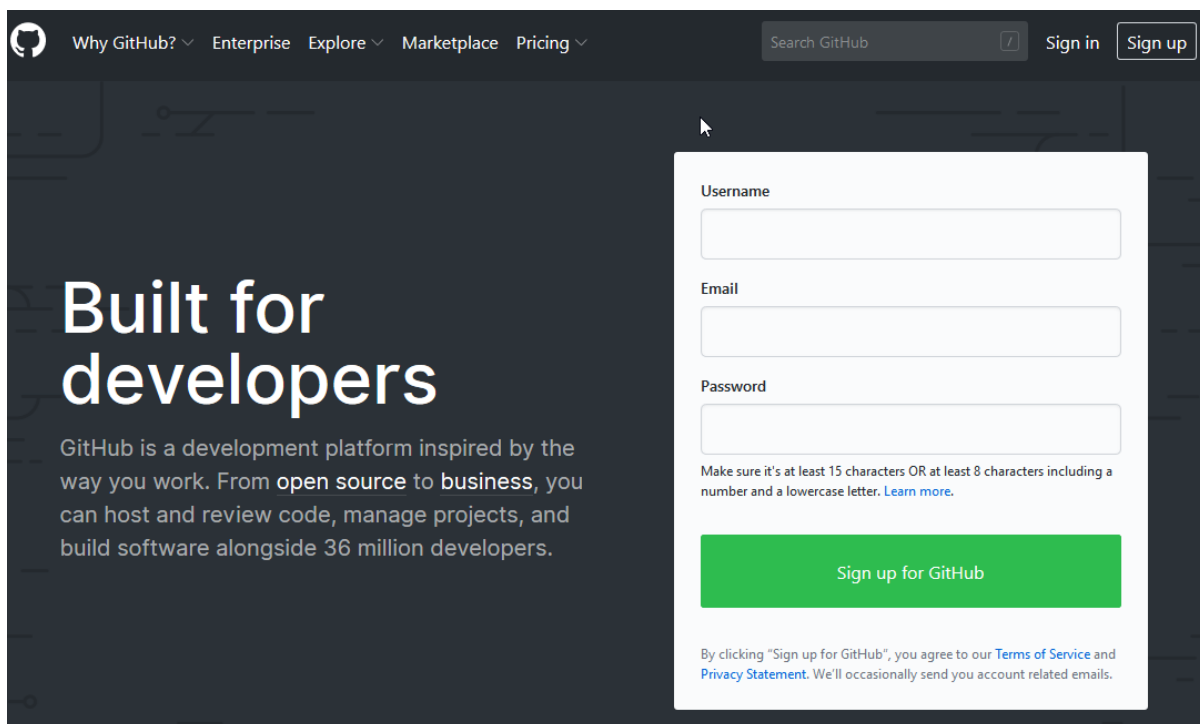 Why GitHub? Enterprise Explore Marketplace Pricing Search GitHub / Sign in Sign up
Built for
developers
GitHub is a development platform inspired by the
way you work. From open source to business, you
can host and review code, manage projects, and
build software alongside 36 million developers.
Username
Email
Password
Make sure it's at least 15 characters OR at least 8 characters including a
number and a lowercase letter. Learn more.
Sign up for GitHub
By clicking “Sign up for GitHub”, you agree to our Terms of Service and
Privacy Statement. We’ll occasionally send you account related emails.